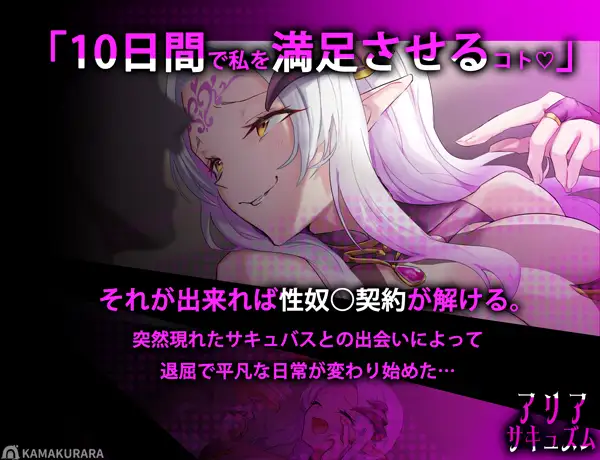 「10日間で私を満足させるコト♡」
それが出来れば性奴〇契約が解ける。
突然現れたサキュバスとの出会いによって
退屈で平凡な日常が変わり始めた…
アリア
サキュズム
KAMAKURARA